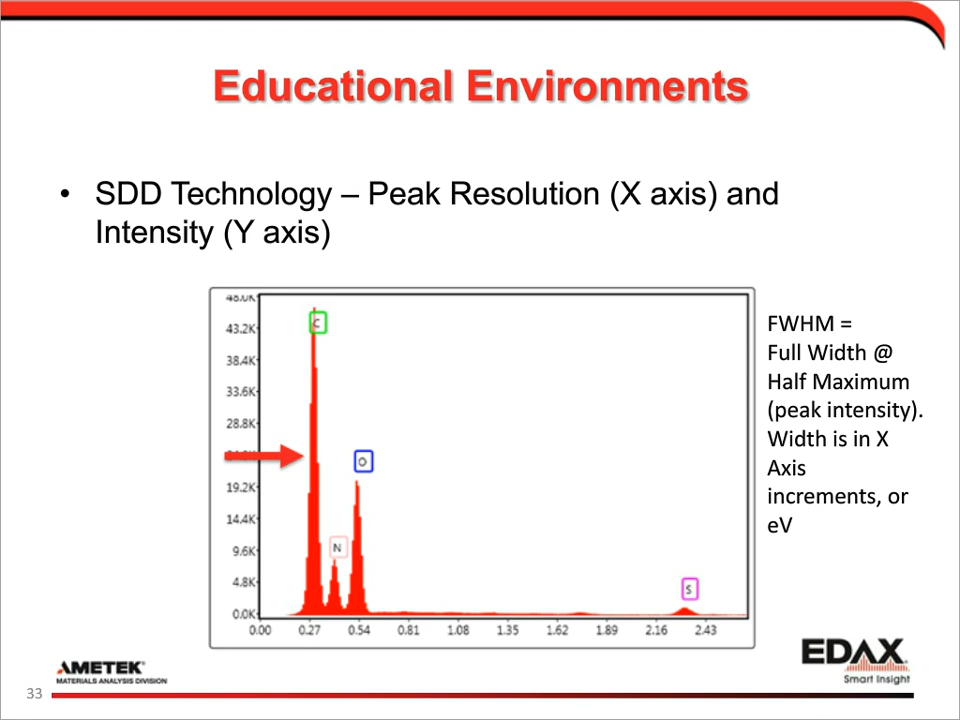 Educational Environments
• SDD Technology – Peak Resolution (X axis) and
Intensity (Y axis)
48.0K
43.2K
38.4K
33.6K
28.8K
19.2K
14.4K
9.6K
4.8K
0.0K
C
O
N
S
0.00 0.27 0.54 0.81 1.08 1.35 1.62 1.89 2.16 2.43
FWHM =
Full Width @
Half Maximum
(peak intensity).
Width is in X
Axis
increments, or
eV
AMETEK®
MATERIALS ANALYSIS DIVISION
EDAX
Smart Insight
33